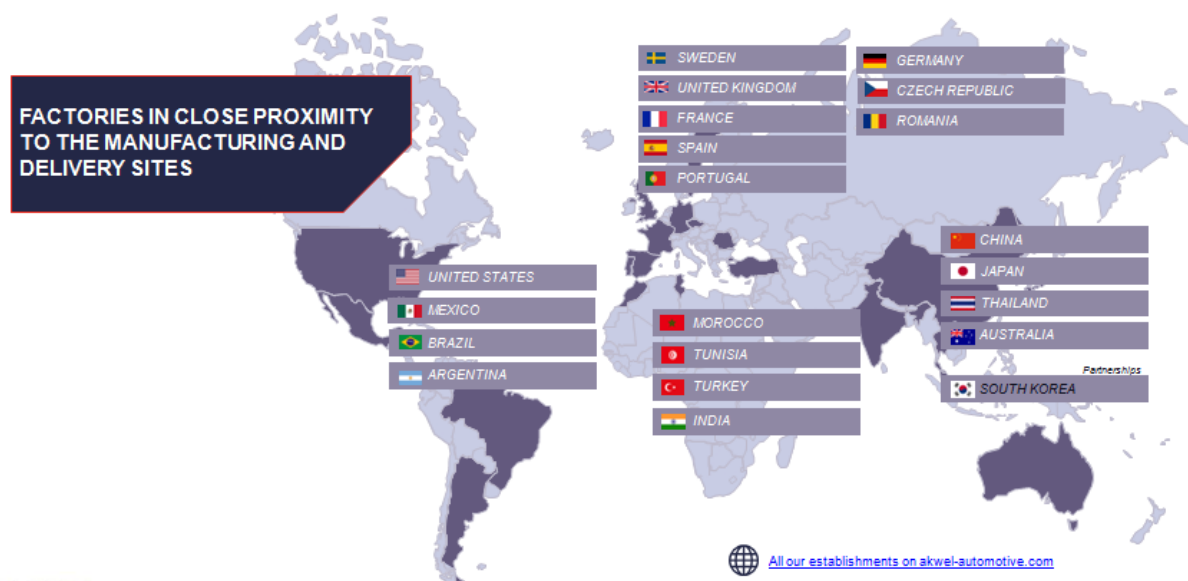 FACTORIES IN CLOSE PROXIMITY
TO THE MANUFACTURING AND
DELIVERY SITES
UNITED STATES
MEXICO
BRAZIL
ARGENTINA
SWEDEN
UNITED KINGDOM
FRANCE
SPAIN
PORTUGAL
GERMANY
CZECH REPUBLIC
ROMANIA
MOROCCO
TUNISIA
TURKEY
INDIA
CHINA
JAPAN
THAILAND
AUSTRALIA
Partnerships
SOUTH KOREA
All our establishments on akwel-automotive.com